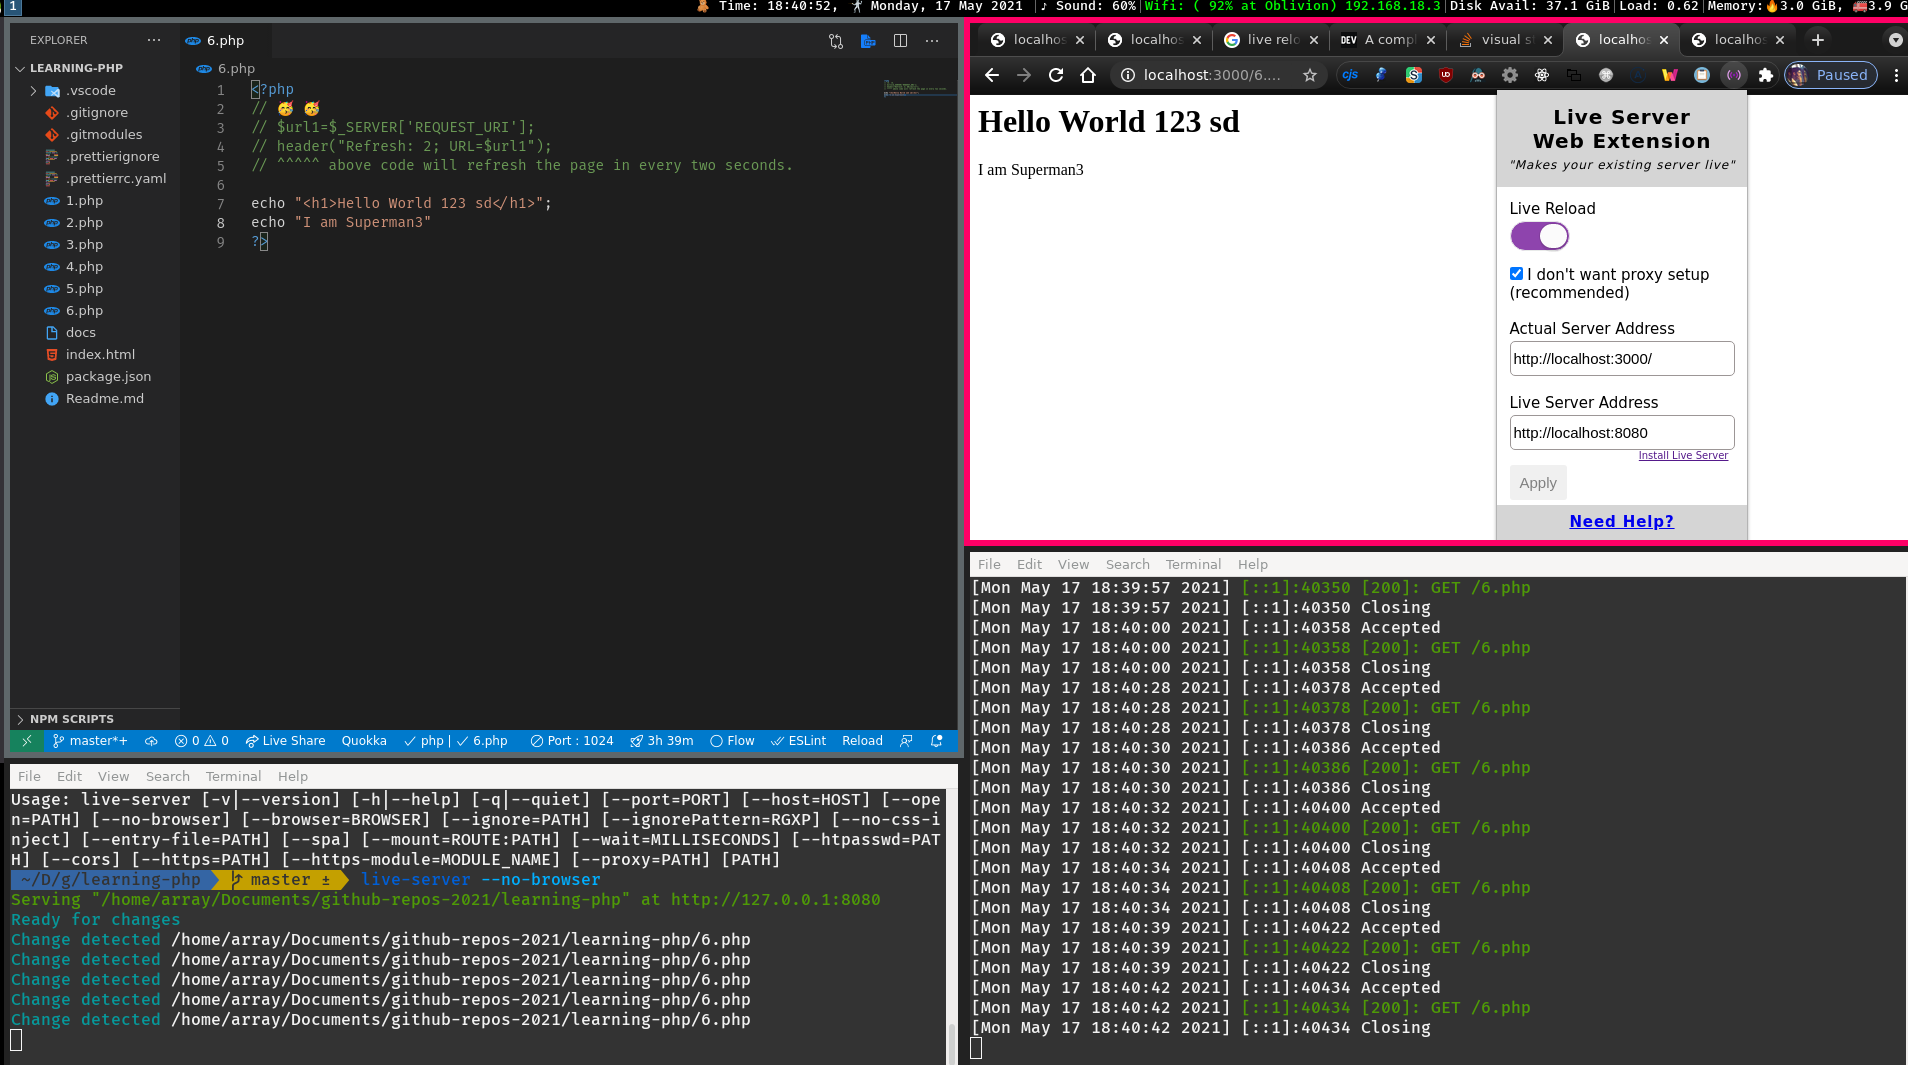 1
Time: 18:40:52, Monday, 17 May 2021 |♪ Sound: 60%|Wifi: ( 92% at Oblivion) 192.168.18.3|Disk Avail: 37.1 GiB|Load: 0.62|Memory:🔥3.0 GiB, 🚒3.9 G
EXPLORER ···
LEARNING-PHP
.vscode
.gitignore
.gitmodules
.prettierignore
.prettierrc.yaml
1.php
2.php
3.php
4.php
5.php
6.php
docs
index.html
package.json
Readme.md
NPM SCRIPTS
6.php
6.php
1 <?php
2 // 🥳 🥳
3 // $url1=$_SERVER['REQUEST_URI'];
4 // header("Refresh: 2; URL=$url1");
5 // ^^^^^ above code will refresh the page in every two seconds.
6
7 echo "<h1>Hello World 123 sd</h1>";
8 echo "I am Superman3"
9 ?>
master*+ 0 0 Live Share Quokka php | 6.php Port : 1024 3h 39m Flow ESLint Reload
localhos localhos live relo DEV A compl visual s localhos localhos
localhost:3000/6.... Paused
Hello World 123 sd
I am Superman3
Live Server
Web Extension
"Makes your existing server live"
Live Reload
I don't want proxy setup
(recommended)
Actual Server Address
http://localhost:3000/
Live Server Address
http://localhost:8080
Install Live Server
Apply
Need Help?
File Edit View Search Terminal Help
Usage: live-server [-v|--version] [-h|--help] [-q|--quiet] [--port=PORT] [--host=HOST] [--ope
n=PATH] [--no-browser] [--browser=BROWSER] [--ignore=PATH] [--ignorePattern=RGXP] [--no-css-i
nject] [--entry-file=PATH] [--spa] [--mount=ROUTE:PATH] [--wait=MILLISECONDS] [--htpasswd=PAT
H] [--cors] [--https=PATH] [--https-module=MODULE_NAME] [--proxy=PATH] [PATH]
~/D/g/learning-php master ± live-server --no-browser
Serving "/home/array/Documents/github-repos-2021/learning-php" at http://127.0.0.1:8080
Ready for changes
Change detected /home/array/Documents/github-repos-2021/learning-php/6.php
Change detected /home/array/Documents/github-repos-2021/learning-php/6.php
Change detected /home/array/Documents/github-repos-2021/learning-php/6.php
Change detected /home/array/Documents/github-repos-2021/learning-php/6.php
Change detected /home/array/Documents/github-repos-2021/learning-php/6.php
File Edit View Search Terminal Help
[Mon May 17 18:39:57 2021] [::1]:40350 [200]: GET /6.php
[Mon May 17 18:39:57 2021] [::1]:40350 Closing
[Mon May 17 18:40:00 2021] [::1]:40358 Accepted
[Mon May 17 18:40:00 2021] [::1]:40358 [200]: GET /6.php
[Mon May 17 18:40:00 2021] [::1]:40358 Closing
[Mon May 17 18:40:28 2021] [::1]:40378 Accepted
[Mon May 17 18:40:28 2021] [::1]:40378 [200]: GET /6.php
[Mon May 17 18:40:28 2021] [::1]:40378 Closing
[Mon May 17 18:40:30 2021] [::1]:40386 Accepted
[Mon May 17 18:40:30 2021] [::1]:40386 [200]: GET /6.php
[Mon May 17 18:40:30 2021] [::1]:40386 Closing
[Mon May 17 18:40:32 2021] [::1]:40400 Accepted
[Mon May 17 18:40:32 2021] [::1]:40400 [200]: GET /6.php
[Mon May 17 18:40:32 2021] [::1]:40400 Closing
[Mon May 17 18:40:34 2021] [::1]:40408 Accepted
[Mon May 17 18:40:34 2021] [::1]:40408 [200]: GET /6.php
[Mon May 17 18:40:34 2021] [::1]:40408 Closing
[Mon May 17 18:40:39 2021] [::1]:40422 Accepted
[Mon May 17 18:40:39 2021] [::1]:40422 [200]: GET /6.php
[Mon May 17 18:40:39 2021] [::1]:40422 Closing
[Mon May 17 18:40:42 2021] [::1]:40434 Accepted
[Mon May 17 18:40:42 2021] [::1]:40434 [200]: GET /6.php
[Mon May 17 18:40:42 2021] [::1]:40434 Closing